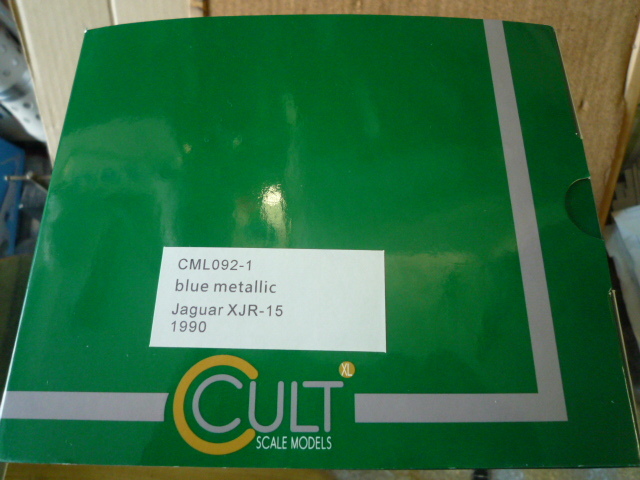 CML092-1
blue metallic
Jaguar XJR-15
1990
XL
CULT
SCALE MODELS